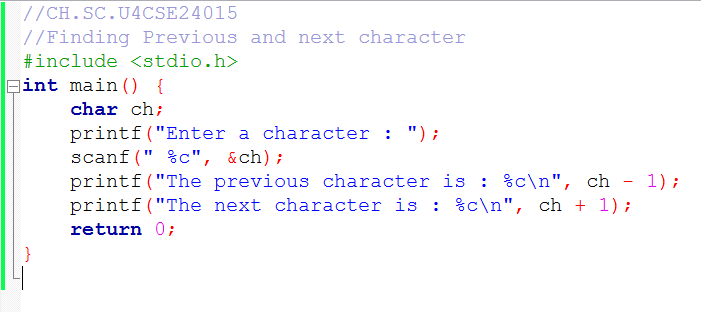 //CH.SC.U4CSE24015
//Finding Previous and next character
#include <stdio.h>
int main() {
    char ch;
    printf("Enter a character : ");
    scanf(" %c", &ch);
    printf("The previous character is : %c\n", ch - 1);
    printf("The next character is : %c\n", ch + 1);
    return 0;
}